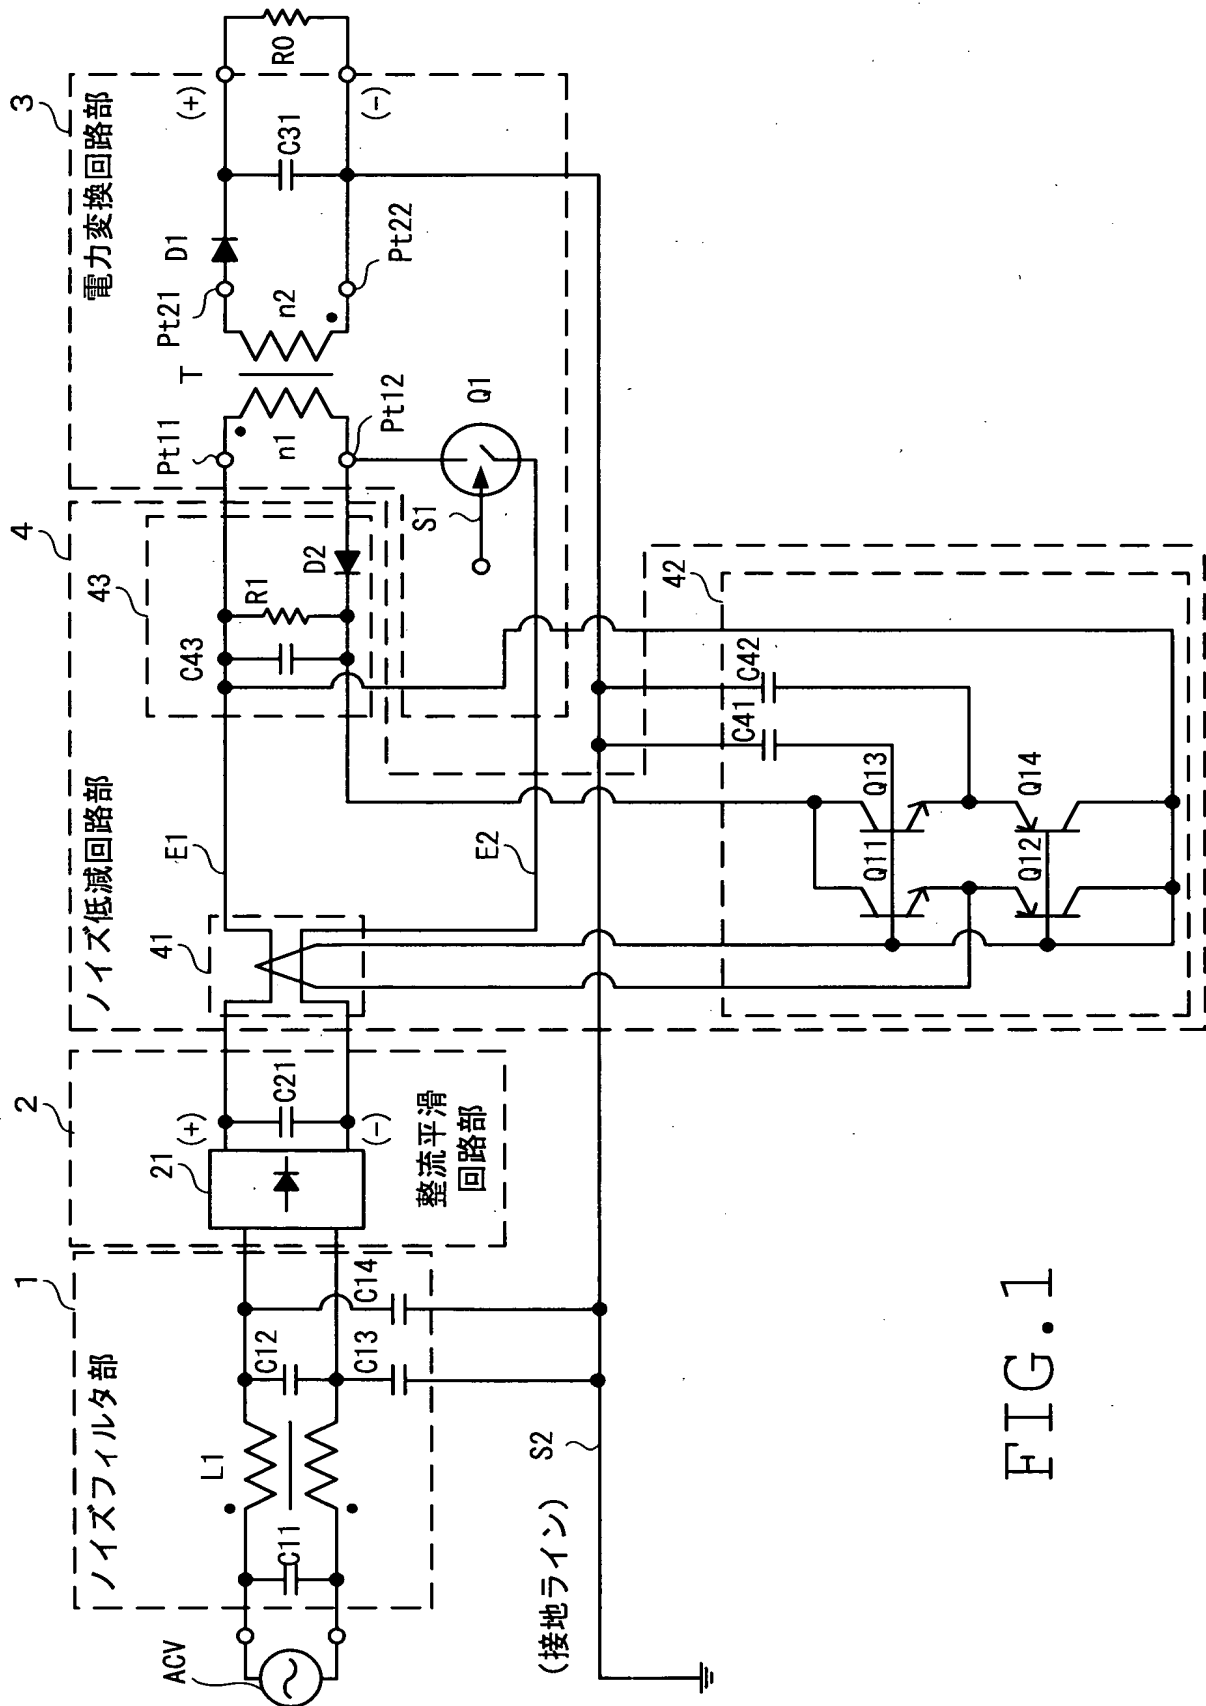 1
ノイズフィルタ部
ACV
C11
L1
C12
C13
C14
2
21
(+)
C21
(-)
整流平滑
回路部
4
ノイズ低減回路部
41
E1
E2
43
C43
R1
D2
3
電力変換回路部
Pt11
Pt12
n1
T
n2
Pt21
Pt22
D1
C31
(+)
(-)
R0
S1
Q1
(接地ライン)
S2
42
C41
C42
Q11
Q13
Q12
Q14
FIG.1